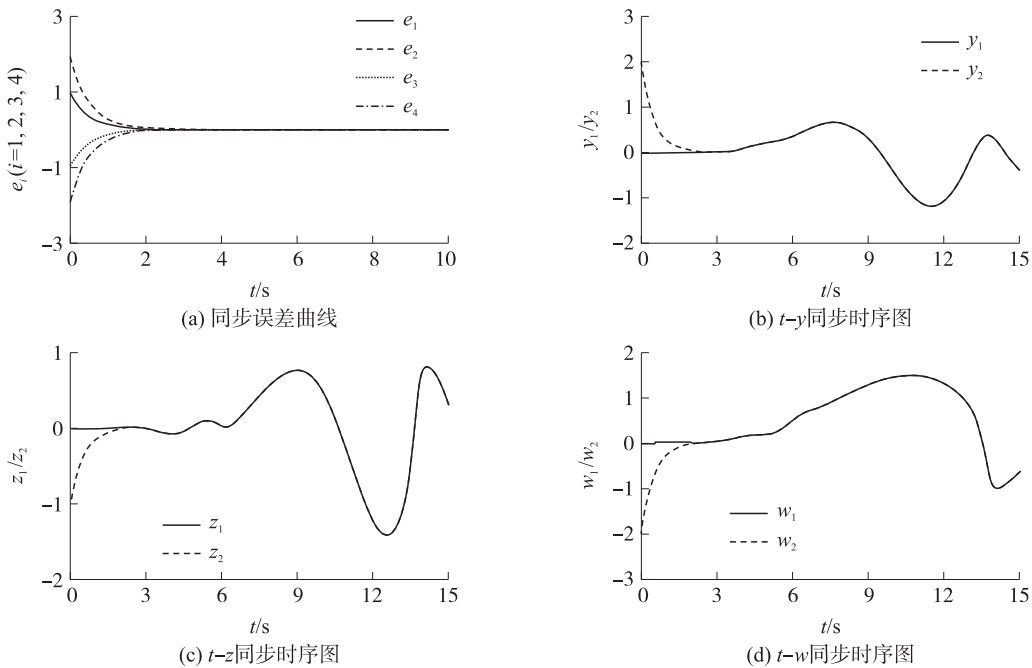 3
1
-1
-3
0
2
4
6
8
10
e₁
e₂
e₃
e₄
eᵢ(i=1, 2, 3, 4)
t/s
(a) 同步误差曲线
3
2
1
0
-1
-2
0
3
6
9
12
15
y₁
y₂
y₁/y₂
t/s
(b) t-y同步时序图
1
0
-1
-2
0
3
6
9
12
15
z₁
z₂
z₁/z₂
t/s
(c) t-z同步时序图
2
1
0
-1
-2
-3
0
3
6
9
12
15
w₁
w₂
w₁/w₂
t/s
(d) t-w同步时序图